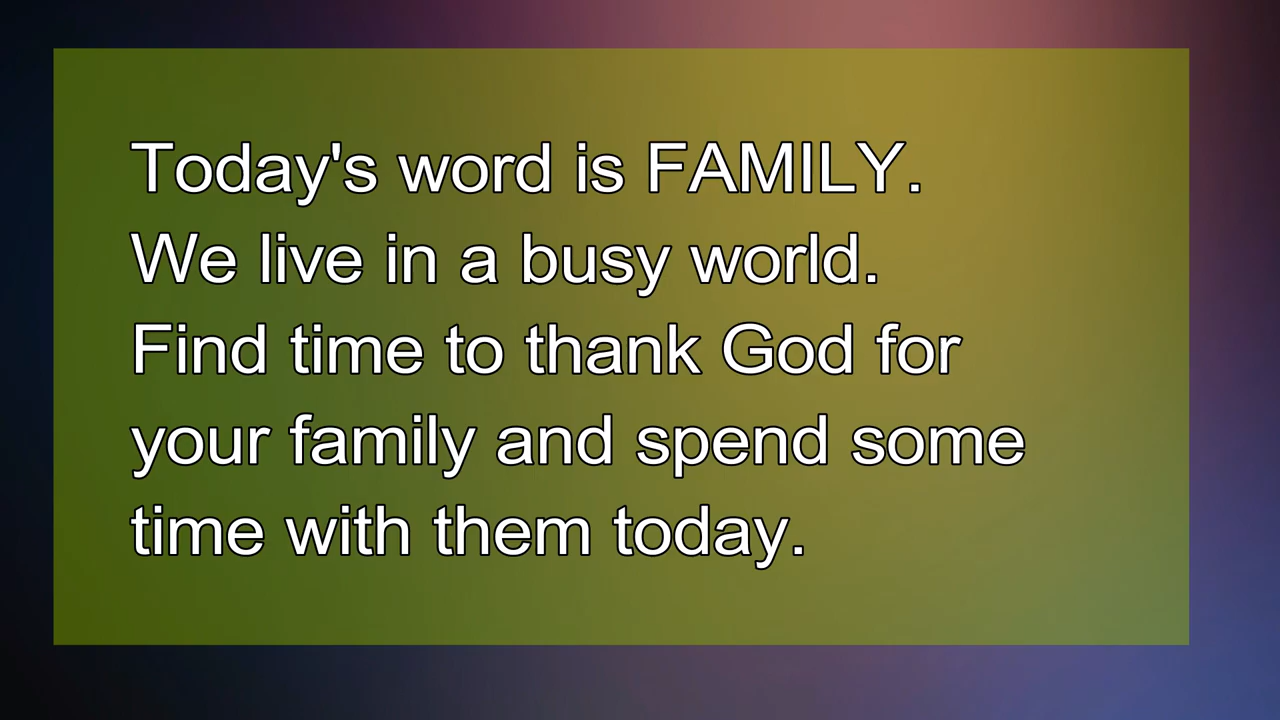 Today's word is FAMILY.
We live in a busy world.
Find time to thank God for
your family and spend some
time with them today.